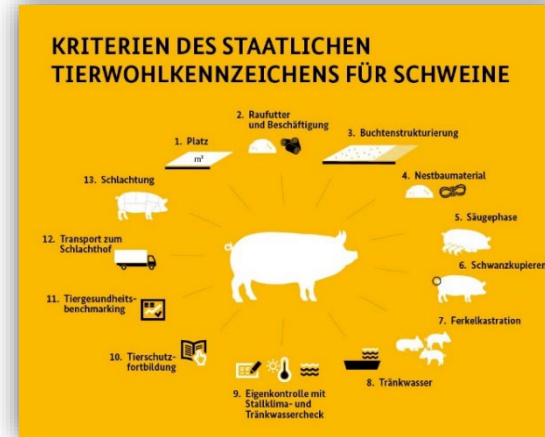 KRITERIEN DES STAATLICHEN
TIERWOHLKENNZEICHENS FÜR SCHWEINE
1. Platz
m²
2. Raufutter
und Beschäftigung
3. Buchtenstrukturierung
4. Nestbaumaterial
5. Säugephase
6. Schwanzkupieren
7. Ferkelkastration
8. Tränkwasser
9. Eigenkontrolle mit
Stallklima- und
Tränkwassercheck
10. Tierschutz-
fortbildung
11. Tiergesundheits-
benchmarking
12. Transport zum
Schlachthof
13. Schlachtung